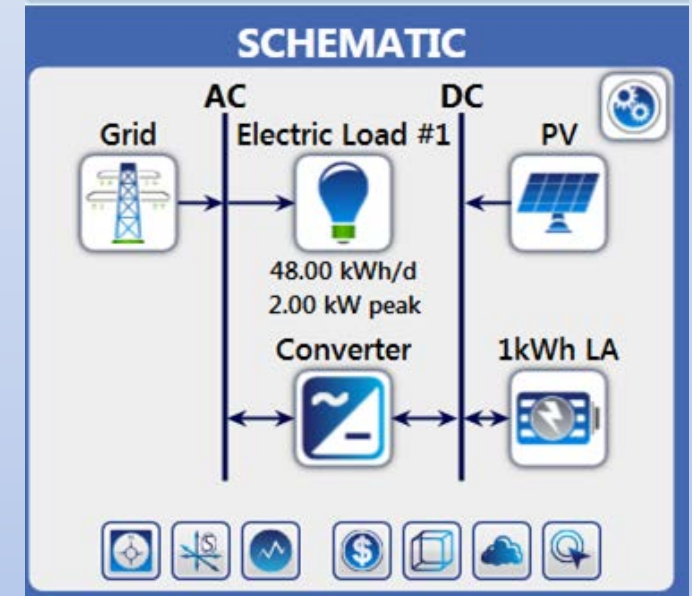 SCHEMATIC
AC DC
Grid Electric Load #1 PV
48.00 kWh/d
2.00 kW peak
Converter 1kWh LA
S
$